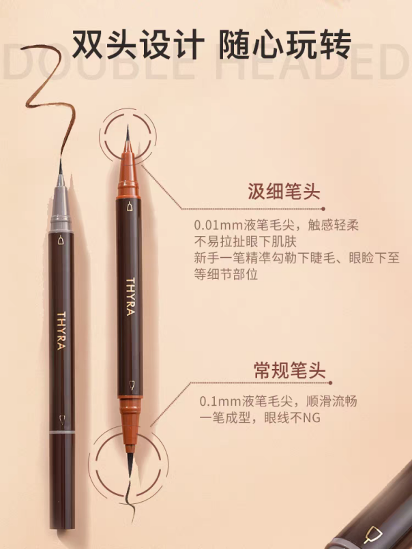 双头设计 随心玩转
DOUBLE HEADED
汲细笔头
0.01mm液笔毛尖，触感轻柔
不易拉扯眼下肌肤
新手一笔精準勾勒下睫毛、眼睑下至
等细节部位
THYRA
THYRA
常规笔头
0.1mm液笔毛尖，顺滑流畅
一笔成型，眼线不NG